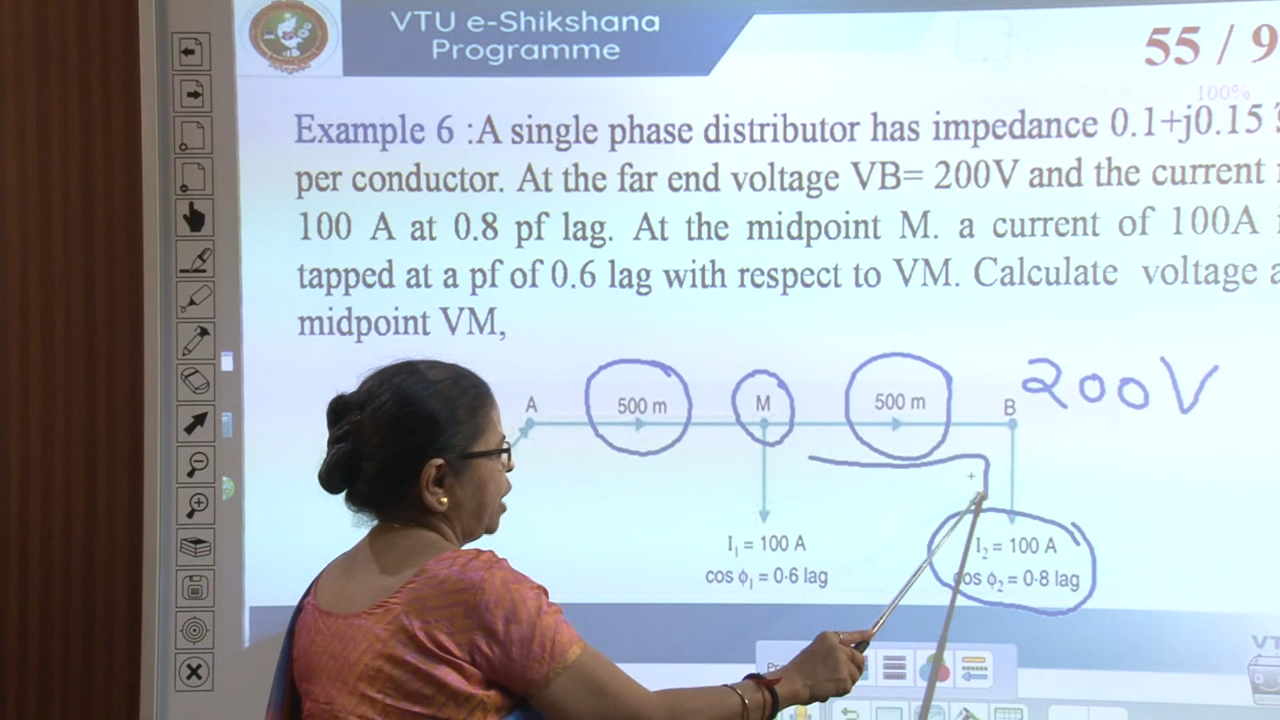 VTU e-Shikshana
Programme
55 / 9
100%
Example 6 :A single phase distributor has impedance 0.1+j0.15
per conductor. At the far end voltage VB= 200V and the current
100 A at 0.8 pf lag. At the midpoint M. a current of 100A
tapped at a pf of 0.6 lag with respect to VM. Calculate voltage a
midpoint VM,
A 500 m M 500 m B 200V
+
I₁ = 100 A I₂ = 100 A
cos ϕ₁ = 0·6 lag cos ϕ₂ = 0·8 lag
VT